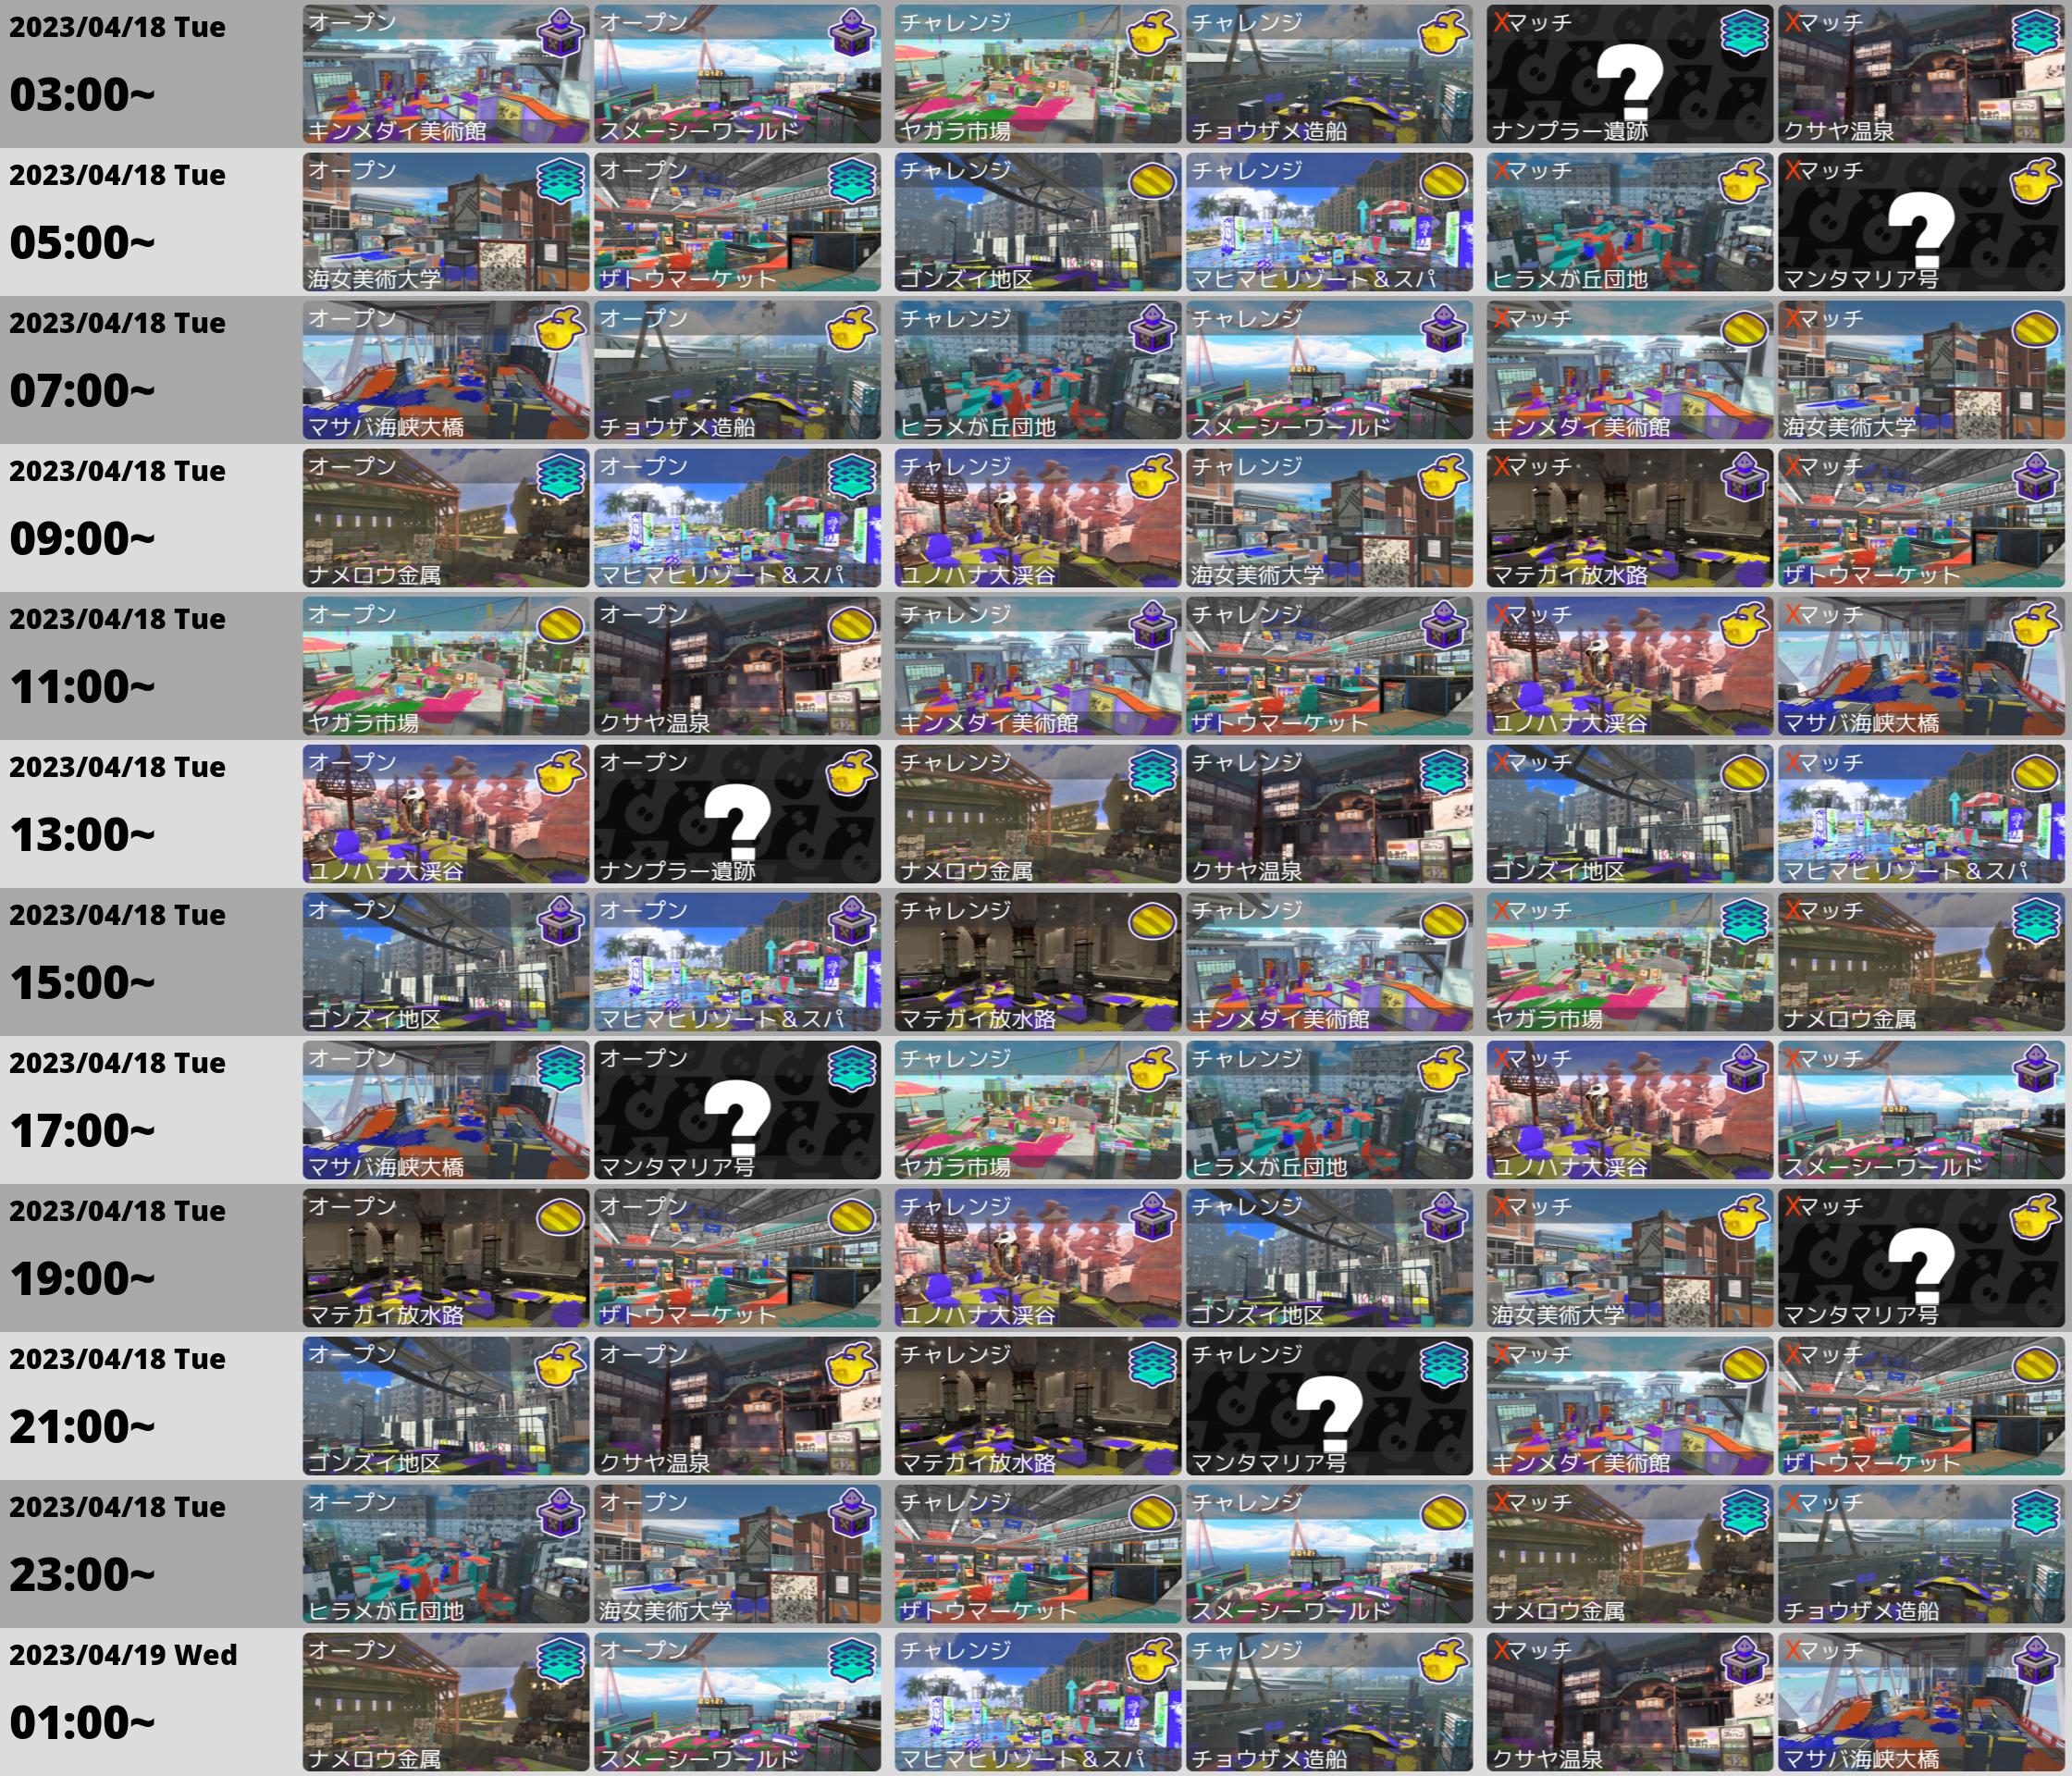 2023/04/18 Tue
03:00~
オープン オープン チャレンジ チャレンジ Xマッチ Xマッチ
キンメダイ美術館 スメーシーワールド ヤガラ市場 チョウザメ造船 ナンプラー遺跡 クサヤ温泉
2023/04/18 Tue
05:00~
オープン オープン チャレンジ チャレンジ Xマッチ Xマッチ
海女美術大学 ザトウマーケット ゴンズイ地区 マヒマヒリゾート&スパ ヒラメが丘団地 マンタマリア号
2023/04/18 Tue
07:00~
オープン オープン チャレンジ チャレンジ Xマッチ Xマッチ
マサバ海峡大橋 チョウザメ造船 ヒラメが丘団地 スメーシーワールド キンメダイ美術館 海女美術大学
2023/04/18 Tue
09:00~
オープン オープン チャレンジ チャレンジ Xマッチ Xマッチ
ナメロウ金属 マヒマヒリゾート&スパ ユノハナ大渓谷 海女美術大学 マテガイ放水路 ザトウマーケット
2023/04/18 Tue
11:00~
オープン オープン チャレンジ チャレンジ Xマッチ Xマッチ
ヤガラ市場 クサヤ温泉 キンメダイ美術館 ザトウマーケット ユノハナ大渓谷 マサバ海峡大橋
2023/04/18 Tue
13:00~
オープン オープン チャレンジ チャレンジ Xマッチ Xマッチ
ユノハナ大渓谷 ナンプラー遺跡 ナメロウ金属 クサヤ温泉 ゴンズイ地区 マヒマヒリゾート&スパ
2023/04/18 Tue
15:00~
オープン オープン チャレンジ チャレンジ Xマッチ Xマッチ
ゴンズイ地区 マヒマヒリゾート&スパ マテガイ放水路 キンメダイ美術館 ヤガラ市場 ナメロウ金属
2023/04/18 Tue
17:00~
オープン オープン チャレンジ チャレンジ Xマッチ Xマッチ
マサバ海峡大橋 マンタマリア号 ヤガラ市場 ヒラメが丘団地 ユノハナ大渓谷 スメーシーワールド
2023/04/18 Tue
19:00~
オープン オープン チャレンジ チャレンジ Xマッチ Xマッチ
マテガイ放水路 ザトウマーケット ユノハナ大渓谷 ゴンズイ地区 海女美術大学 マンタマリア号
2023/04/18 Tue
21:00~
オープン オープン チャレンジ チャレンジ Xマッチ Xマッチ
ゴンズイ地区 クサヤ温泉 マテガイ放水路 マンタマリア号 キンメダイ美術館 ザトウマーケット
2023/04/18 Tue
23:00~
オープン オープン チャレンジ チャレンジ Xマッチ Xマッチ
ヒラメが丘団地 海女美術大学 ザトウマーケット スメーシーワールド ナメロウ金属 チョウザメ造船
2023/04/19 Wed
01:00~
オープン オープン チャレンジ チャレンジ Xマッチ Xマッチ
ナメロウ金属 スメーシーワールド マヒマヒリゾート&スパ チョウザメ造船 クサヤ温泉 マサバ海峡大橋